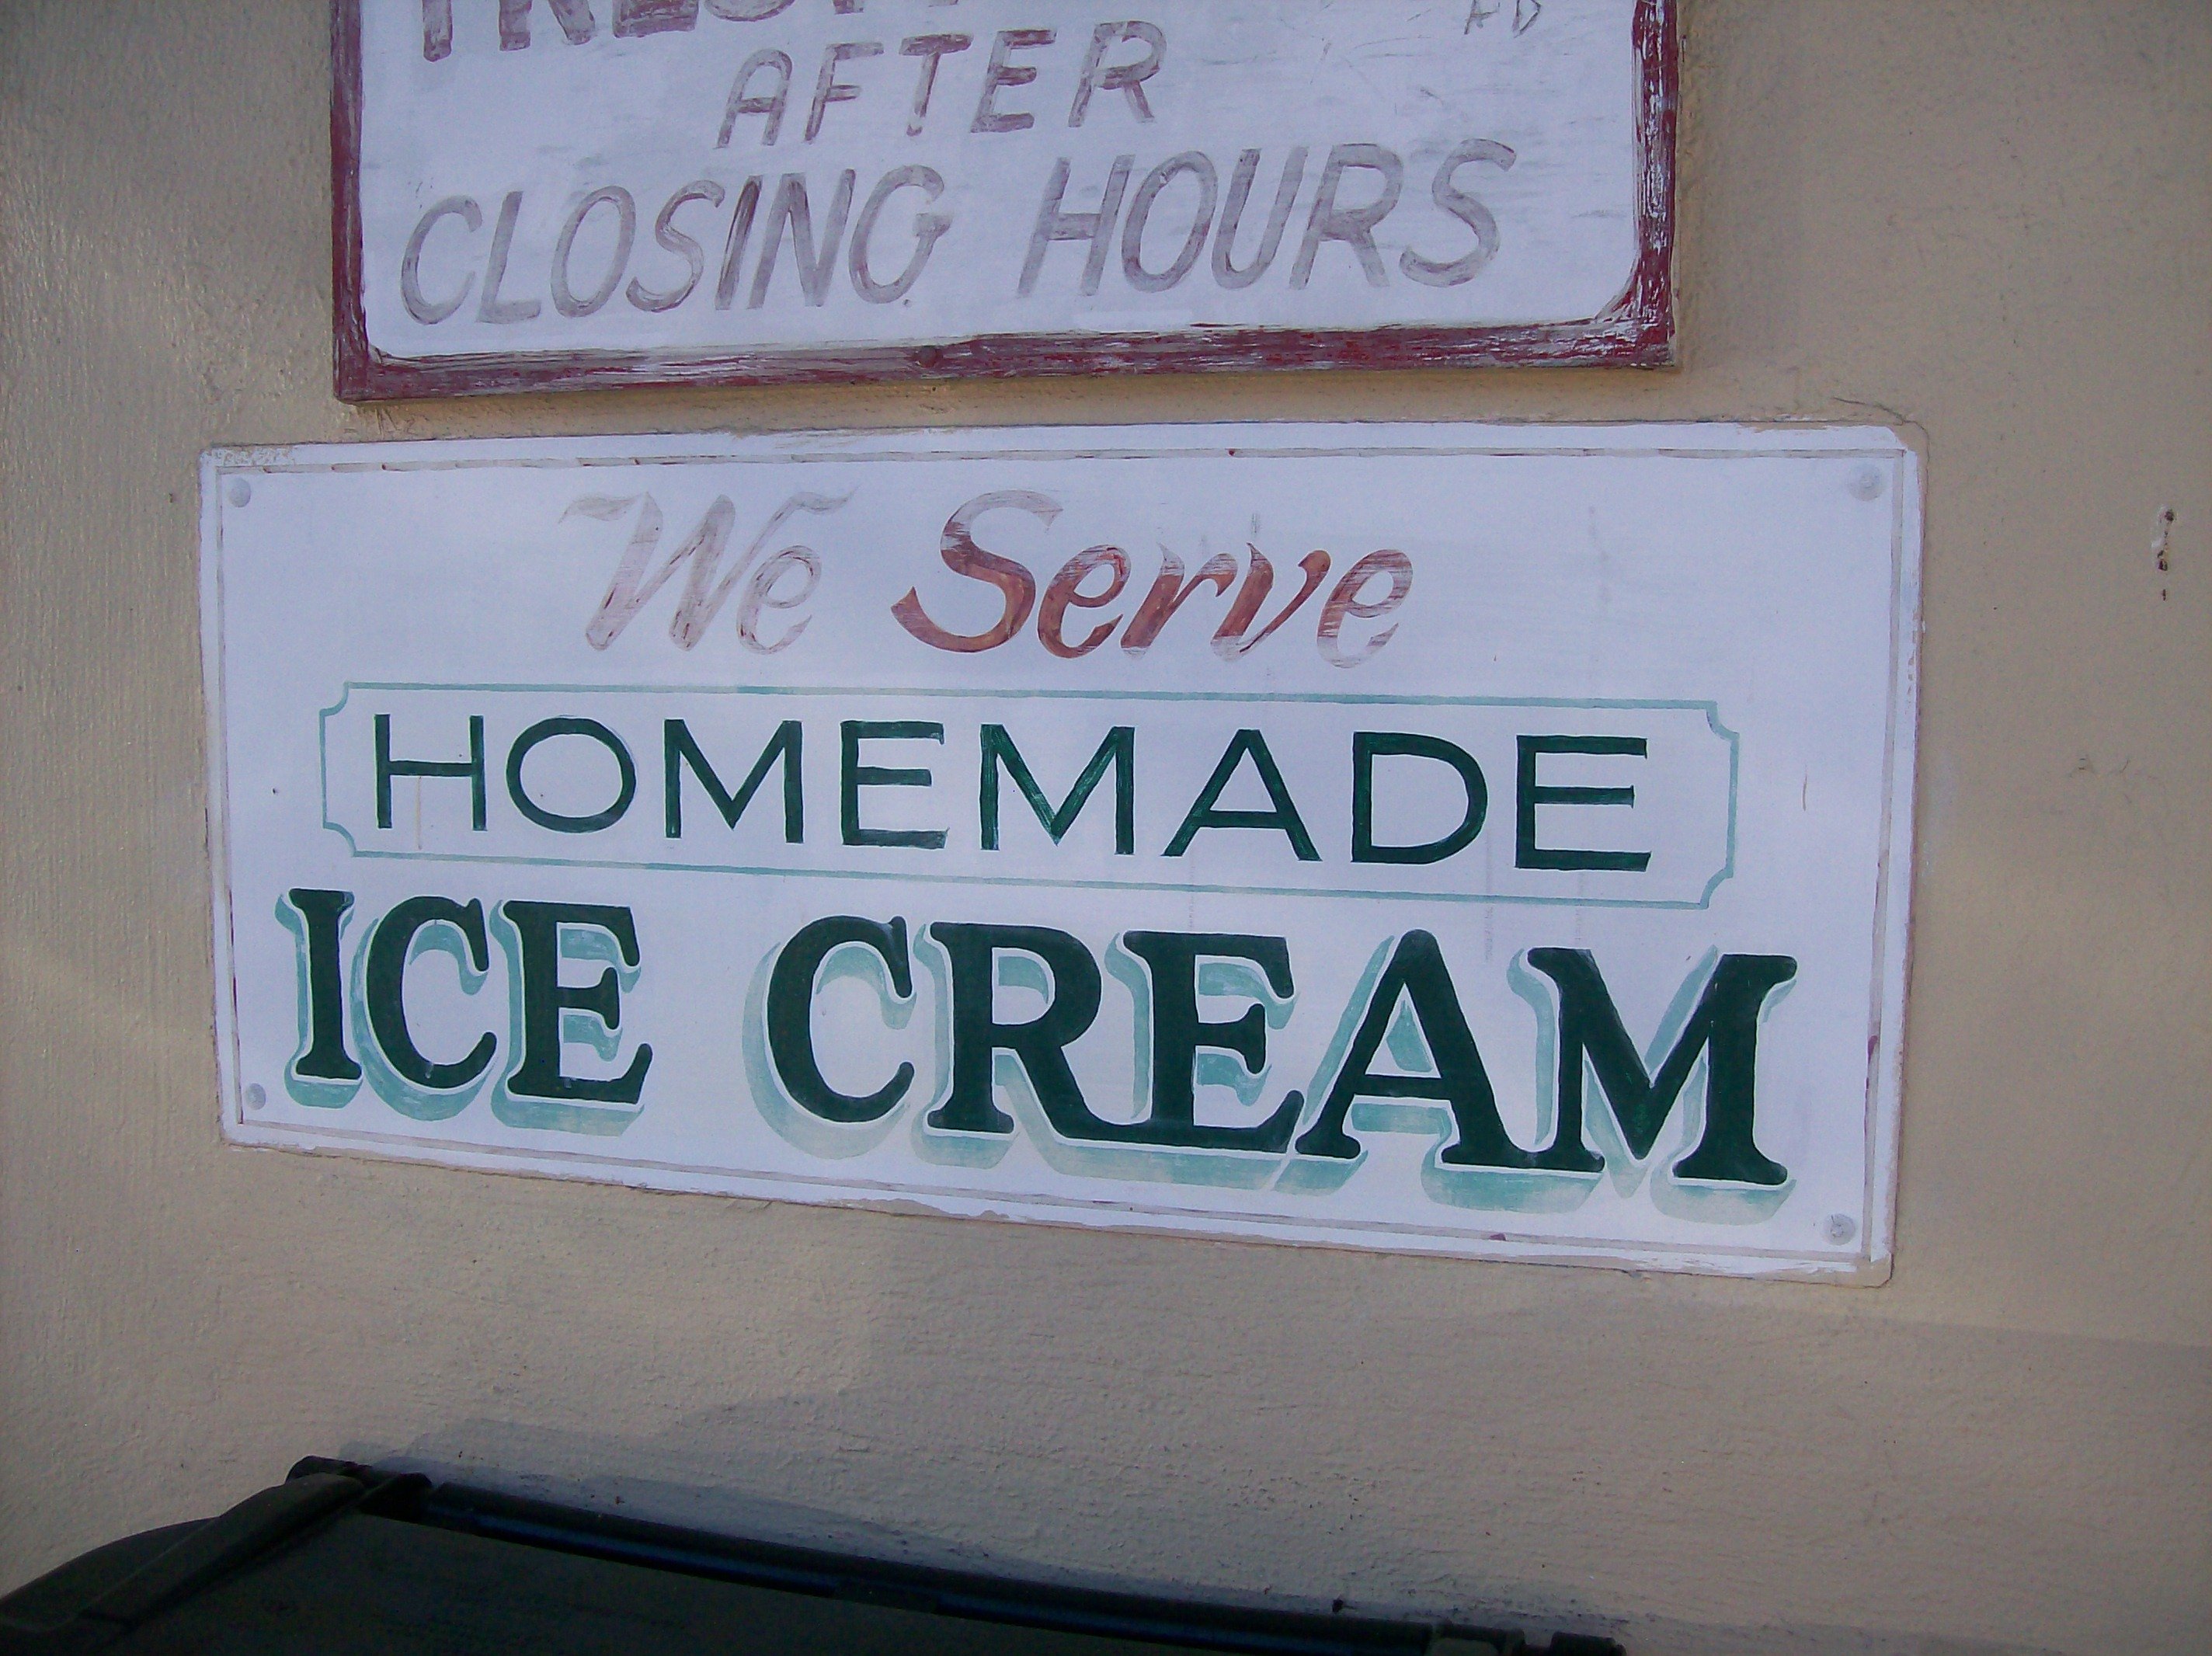 AFTER
CLOSING HOURS
We Serve
HOMEMADE
ICE CREAM